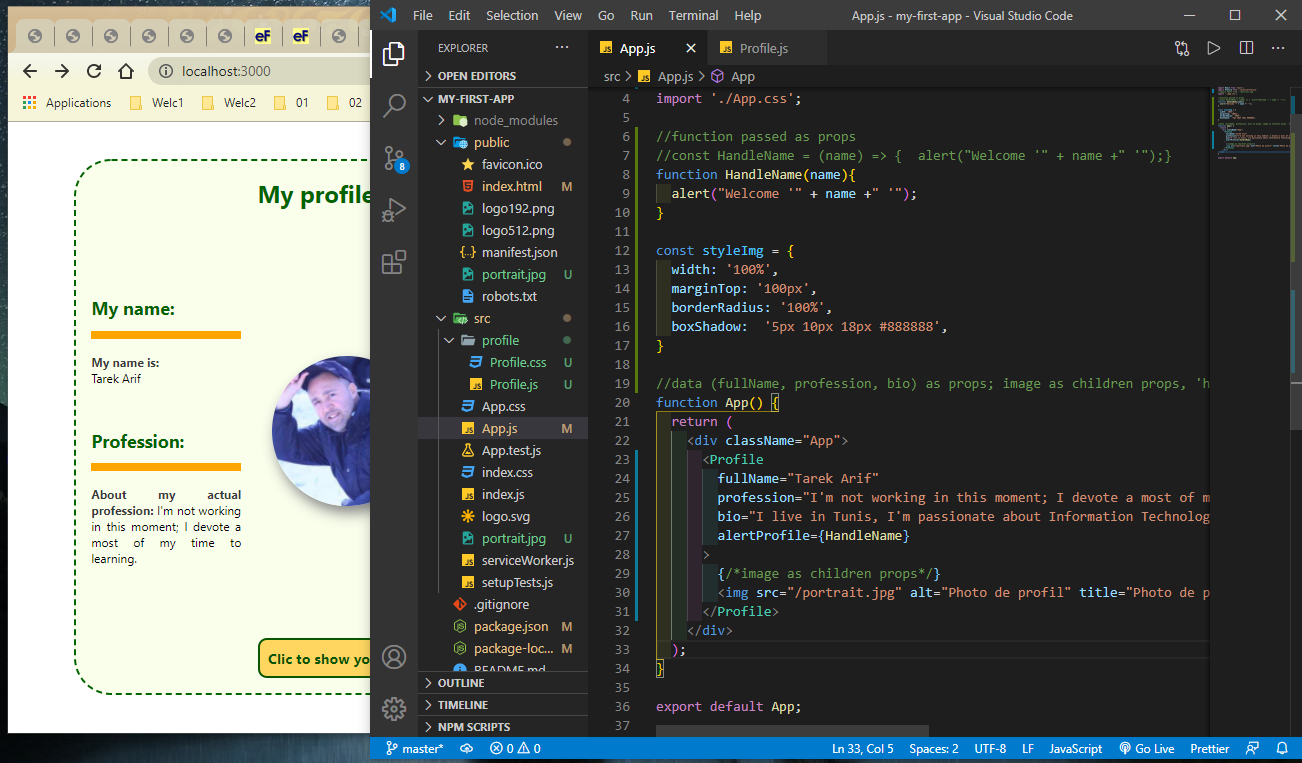 File Edit Selection View Go Run Terminal Help
App.js - my-first-app - Visual Studio Code
eF
eF
localhost:3000
Applications
Welc1
Welc2
01
02
My profile
My name:
My name is:
Tarek Arif
Profession:
About my actual
profession: I'm not working
in this moment; I devote a
most of my time to
learning.
Clic to show yo
EXPLORER
OPEN EDITORS
MY-FIRST-APP
node_modules
public
favicon.ico
index.html M
logo192.png
logo512.png
manifest.json
portrait.jpg U
robots.txt
src
profile
Profile.css U
Profile.js U
App.css
App.js M
App.test.js
index.css
index.js
logo.svg
portrait.jpg U
serviceWorker.js
setupTests.js
.gitignore
package.json M
package-loc... M
README.md
OUTLINE
TIMELINE
NPM SCRIPTS
8
JS App.js
JS Profile.js
src > JS App.js > App
4 import './App.css';
5
6 //function passed as props
7 //const HandleName = (name) => {  alert("Welcome '" + name +" '");}
8 function HandleName(name){
9   alert("Welcome '" + name +" '");
10 }
11
12 const styleImg = {
13   width: '100%',
14   marginTop: '100px',
15   borderRadius: '100%',
16   boxShadow:  '5px 10px 18px #888888',
17 }
18
19 //data (fullName, profession, bio) as props; image as children props, 'h
20 function App() {
21   return (
22     <div className="App">
23       <Profile
24         fullName="Tarek Arif"
25         profession="I'm not working in this moment; I devote a most of m
26         bio="I live in Tunis, I'm passionate about Information Technolog
27         alertProfile={HandleName}
28       >
29         {/*image as children props*/}
30         <img src="/portrait.jpg" alt="Photo de profil" title="Photo de p
31       </Profile>
32     </div>
33   );
34 }
35
36 export default App;
37
master* 0 0 Ln 33, Col 5 Spaces: 2 UTF-8 LF JavaScript Go Live Prettier